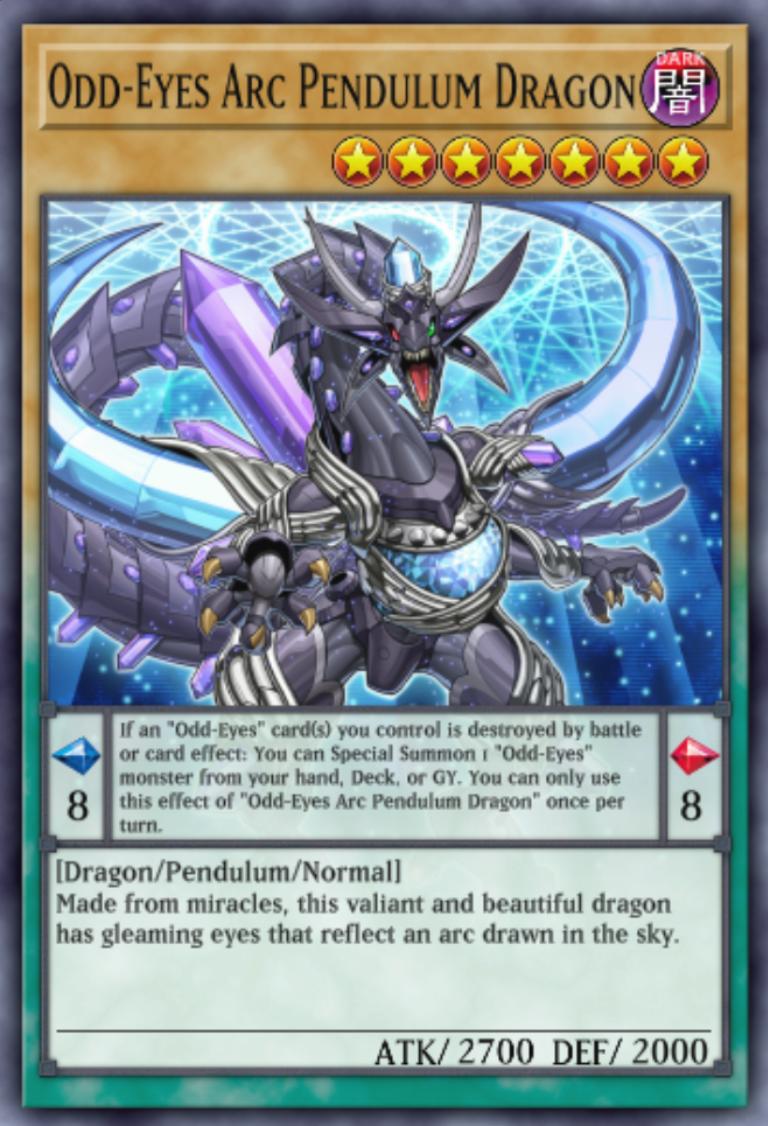 Odd-Eyes Arc Pendulum Dragon
DARK
闇
If an "Odd-Eyes" card(s) you control is destroyed by battle
or card effect: You can Special Summon 1 "Odd-Eyes"
monster from your hand, Deck, or GY. You can only use
this effect of "Odd-Eyes Arc Pendulum Dragon" once per
turn.
8
8
[Dragon/Pendulum/Normal]
Made from miracles, this valiant and beautiful dragon
has gleaming eyes that reflect an arc drawn in the sky.
ATK/ 2700 DEF/ 2000